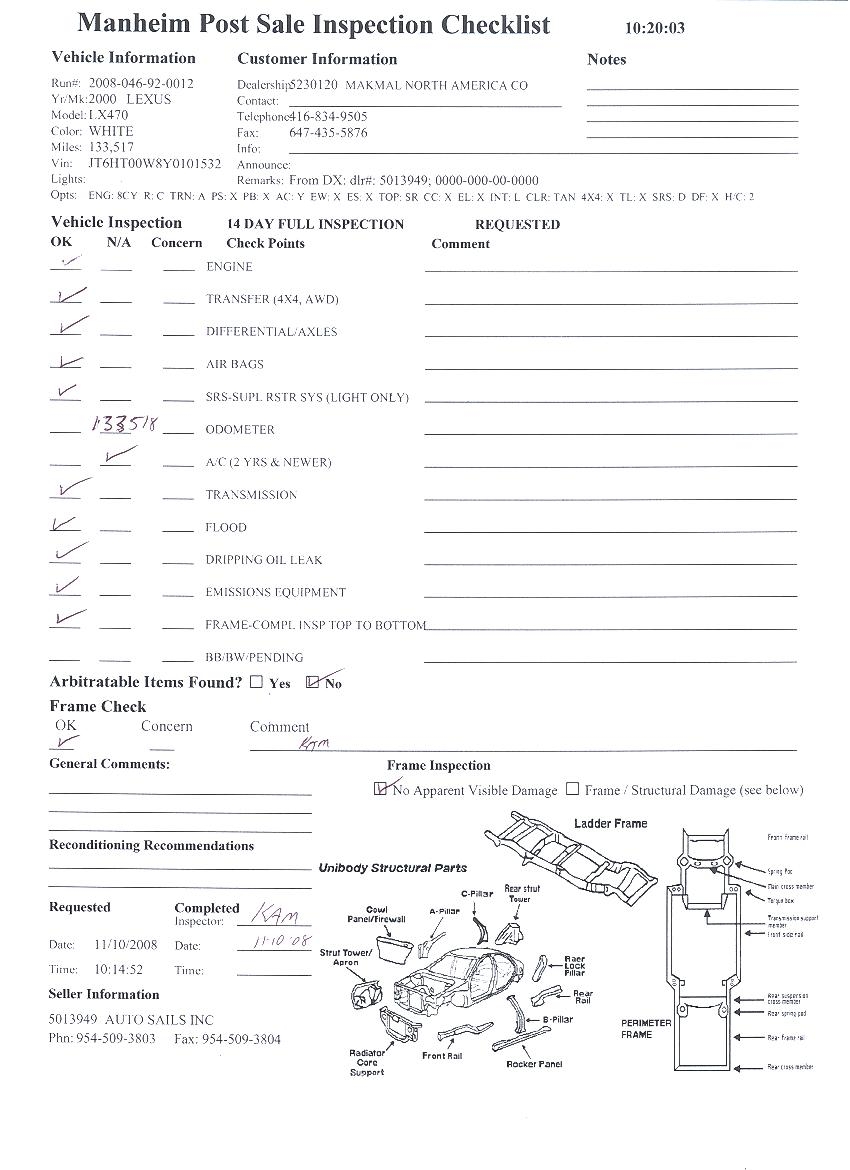 Manheim Post Sale Inspection Checklist 10:20:03
Vehicle Information Customer Information Notes
Run#: 2008-046-92-0012 Dealership5230120 MAKMAL NORTH AMERICA CO
Yr/Mk:2000 LEXUS Contact:
Model:LX470 Telephone416-834-9505
Color: WHITE Fax: 647-435-5876
Miles: 133,517 Info:
Vin: JT6HT00W8Y0101532 Announce:
Lights: Remarks: From DX: dlr#: 5013949; 0000-000-00-0000
Opts: ENG: 8CY R: C TRN: A PS: X PB: X AC: Y EW: X ES: X TOP: SR CC: X EL: X INT: L CLR: TAN 4X4: X TL: X SRS: D DF: X H/C: 2
Vehicle Inspection 14 DAY FULL INSPECTION REQUESTED
OK N/A Concern Check Points Comment
ENGINE
TRANSFER (4X4, AWD)
DIFFERENTIAL/AXLES
AIR BAGS
SRS-SUPL RSTR SYS (LIGHT ONLY)
133518 ODOMETER
A/C (2 YRS & NEWER)
TRANSMISSION
FLOOD
DRIPPING OIL LEAK
EMISSIONS EQUIPMENT
FRAME-COMPL INSP TOP TO BOTTOM
BB/BW/PENDING
Arbitratable Items Found? Yes No
Frame Check
OK Concern Comment
KAM
General Comments: Frame Inspection
No Apparent Visible Damage Frame / Structural Damage (see below)
Reconditioning Recommendations
Requested Completed
Inspector: KAM
Date: 11/10/2008 Date: 11-10-08
Time: 10:14:52 Time:
Seller Information
5013949 AUTO SAILS INC
Phn: 954-509-3803 Fax: 954-509-3804
Ladder Frame
Unibody Structural Parts
C-Pillar
Rear strut
Tower
Cowl
Panel/Firewall
A-Pillar
Strut Tower/
Apron
Raer
Lock
Pillar
Rear
Rail
B-Pillar
Radiator
Core
Support
Front Rail
Rocker Panel
PERIMETER
FRAME
Front frame rail
Spring Pod
Main cross member
Torque box
Transmission support
member
Front side rail
Rear suspension
cross member
Rear spring pod
Rear frame rail
Rear cross member